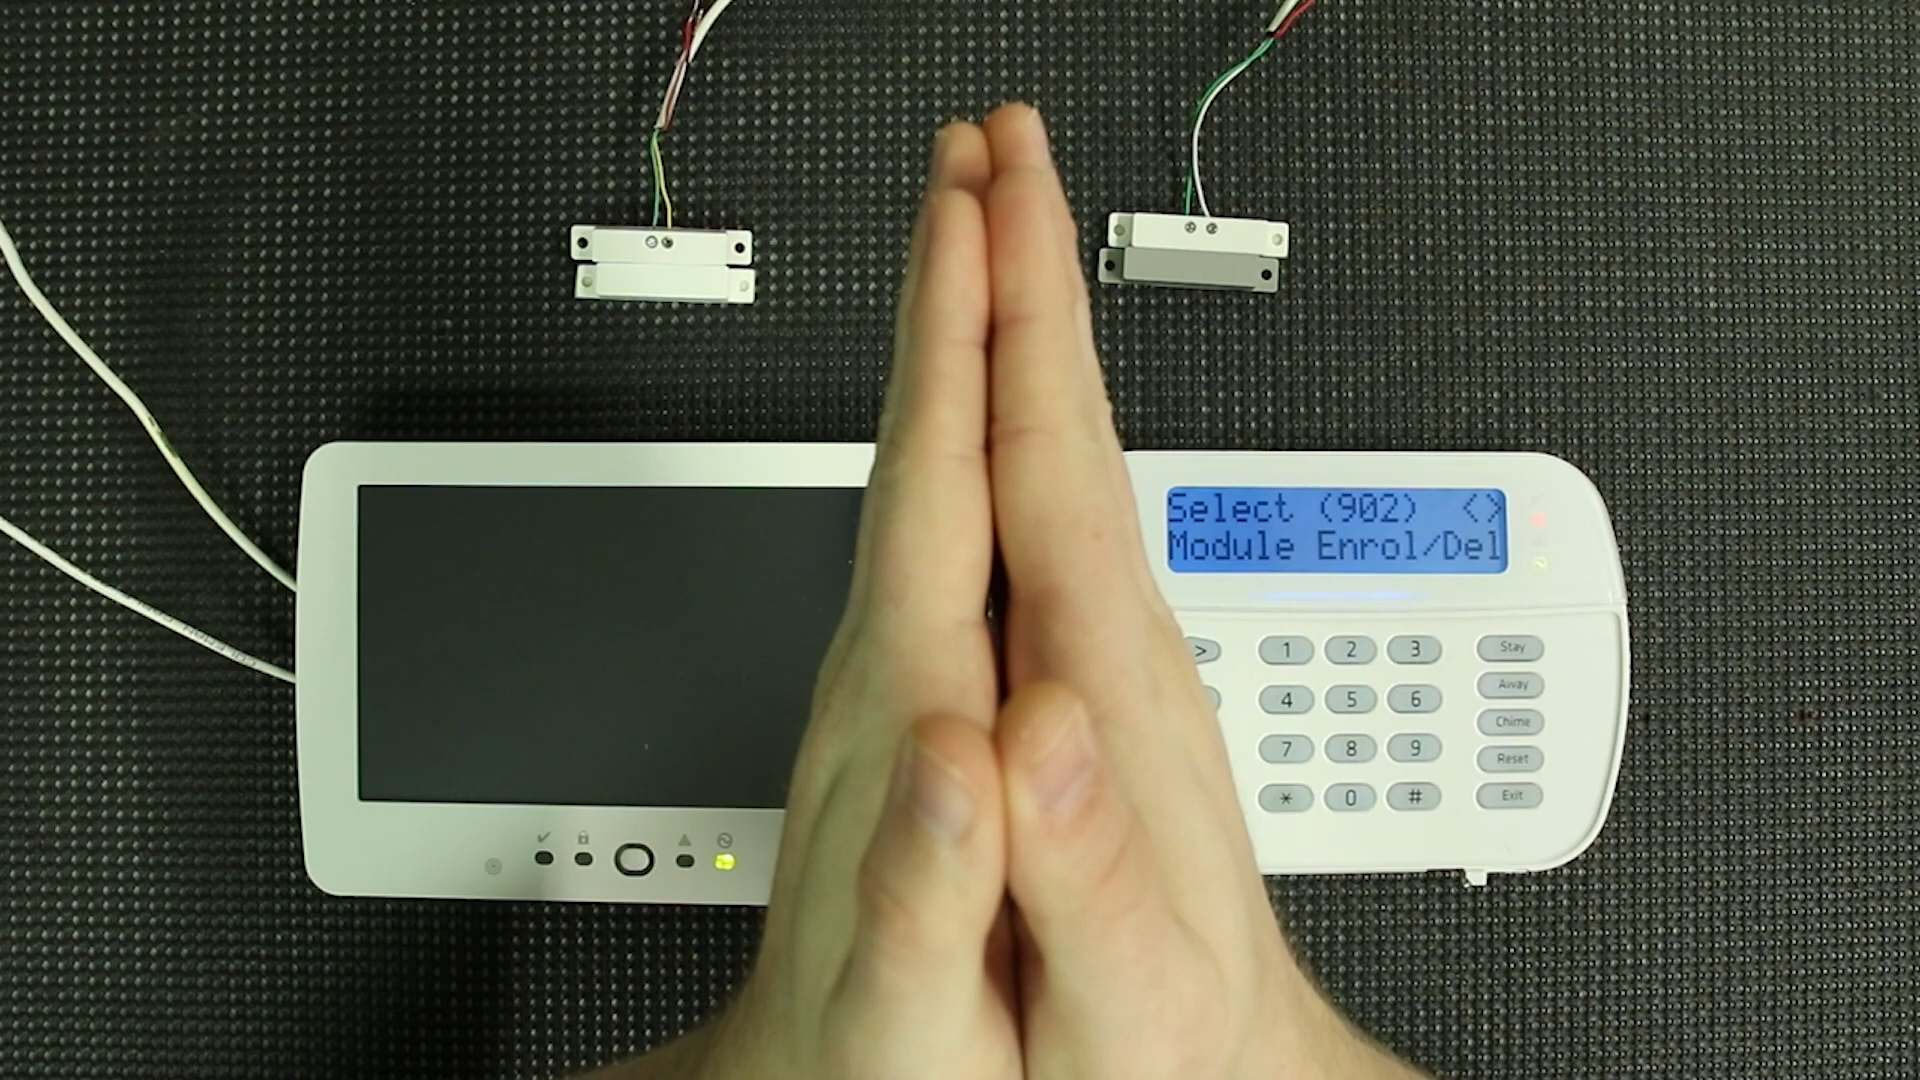 Select (902) <>
Module Enrol/Del
> 1 2 3 Stay
4 5 6 Away
Chime
7 8 9 Reset
* 0 # Exit